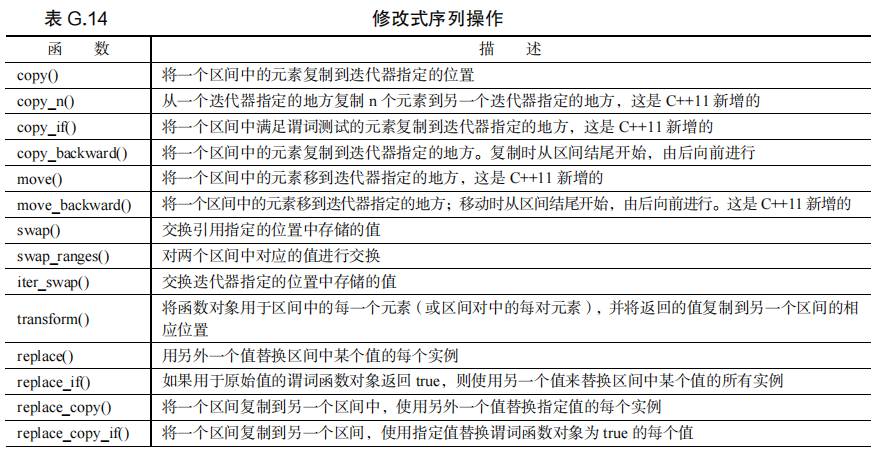 表 G.14 修改式序列操作
函 数 描 述
copy() 将一个区间中的元素复制到迭代器指定的位置
copy_n() 从一个迭代器指定的地方复制 n 个元素到另一个迭代器指定的地方，这是 C++11 新增的
copy_if() 将一个区间中满足谓词测试的元素复制到迭代器指定的地方，这是 C++11 新增的
copy_backward() 将一个区间中的元素复制到迭代器指定的地方。复制时从区间结尾开始，由后向前进行
move() 将一个区间中的元素移到迭代器指定的地方，这是 C++11 新增的
move_backward() 将一个区间中的元素移到迭代器指定的地方；移动时从区间结尾开始，由后向前进行。这是 C++11 新增的
swap() 交换引用指定的位置中存储的值
swap_ranges() 对两个区间中对应的值进行交换
iter_swap() 交换迭代器指定的位置中存储的值
transform() 将函数对象用于区间中的每一个元素（或区间对中的每对元素），并将返回的值复制到另一个区间的相
应位置
replace() 用另外一个值替换区间中某个值的每个实例
replace_if() 如果用于原始值的谓词函数对象返回 true，则使用另一个值来替换区间中某个值的所有实例
replace_copy() 将一个区间复制到另一个区间中，使用另外一个值替换指定值的每个实例
replace_copy_if() 将一个区间复制到另一个区间，使用指定值替换谓词函数对象为 true 的每个值